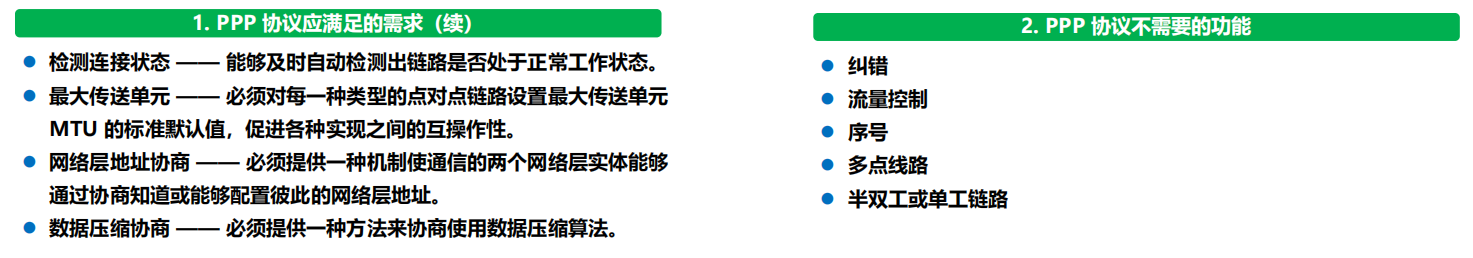 1. PPP 协议应满足的需求（续）
检测连接状态 —— 能够及时自动检测出链路是否处于正常工作状态。
最大传送单元 —— 必须对每一种类型的点对点链路设置最大传送单元
MTU 的标准默认值，促进各种实现之间的互操作性。
网络层地址协商 —— 必须提供一种机制使通信的两个网络层实体能够
通过协商知道或能够配置彼此的网络层地址。
数据压缩协商 —— 必须提供一种方法来协商使用数据压缩算法。
2. PPP 协议不需要的功能
纠错
流量控制
序号
多点线路
半双工或单工链路